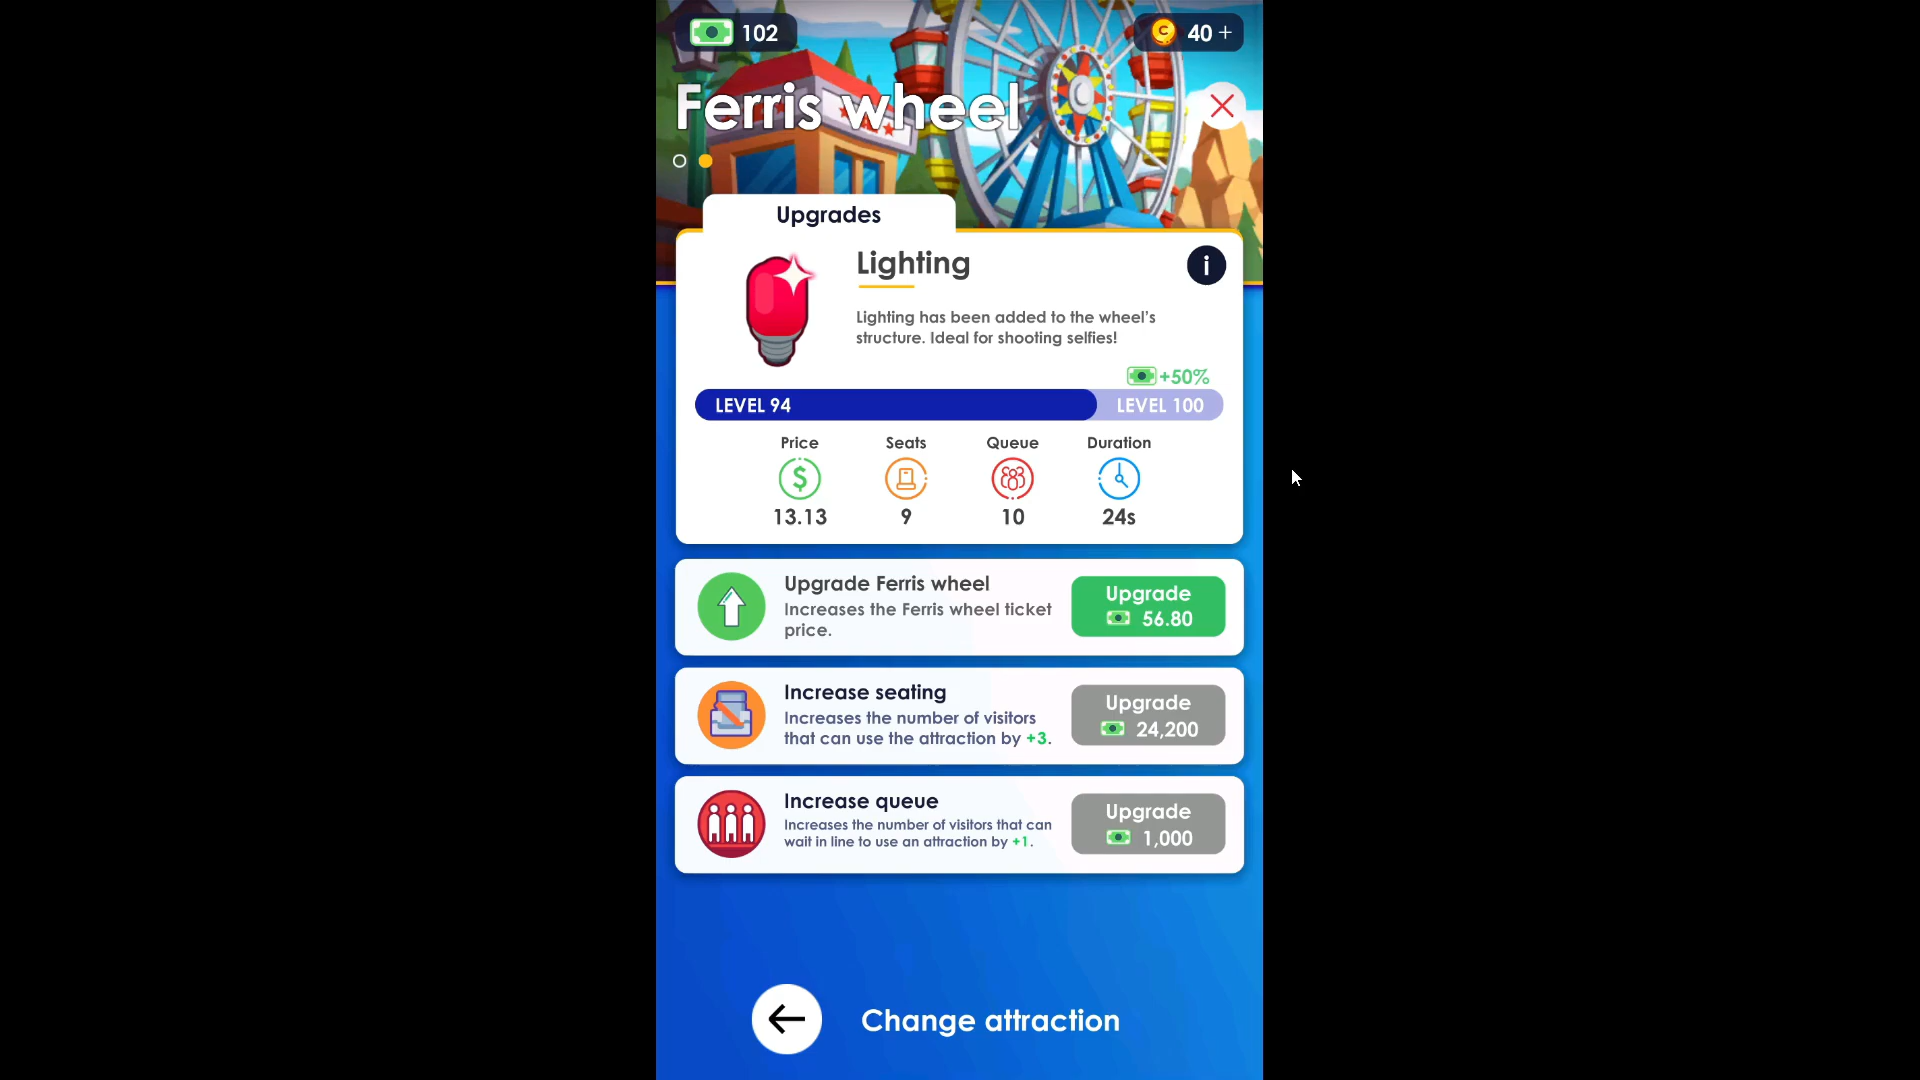 102
40 +
Ferris wheel
Upgrades
Lighting
i
Lighting has been added to the wheel's
structure. Ideal for shooting selfies!
+50%
LEVEL 94
LEVEL 100
Price Seats Queue Duration
13.13 9 10 24s
Upgrade Ferris wheel
Increases the Ferris wheel ticket
price.
Upgrade
56.80
Increase seating
Increases the number of visitors
that can use the attraction by +3.
Upgrade
24,200
Increase queue
Increases the number of visitors that can
wait in line to use an attraction by +1.
Upgrade
1,000
Change attraction